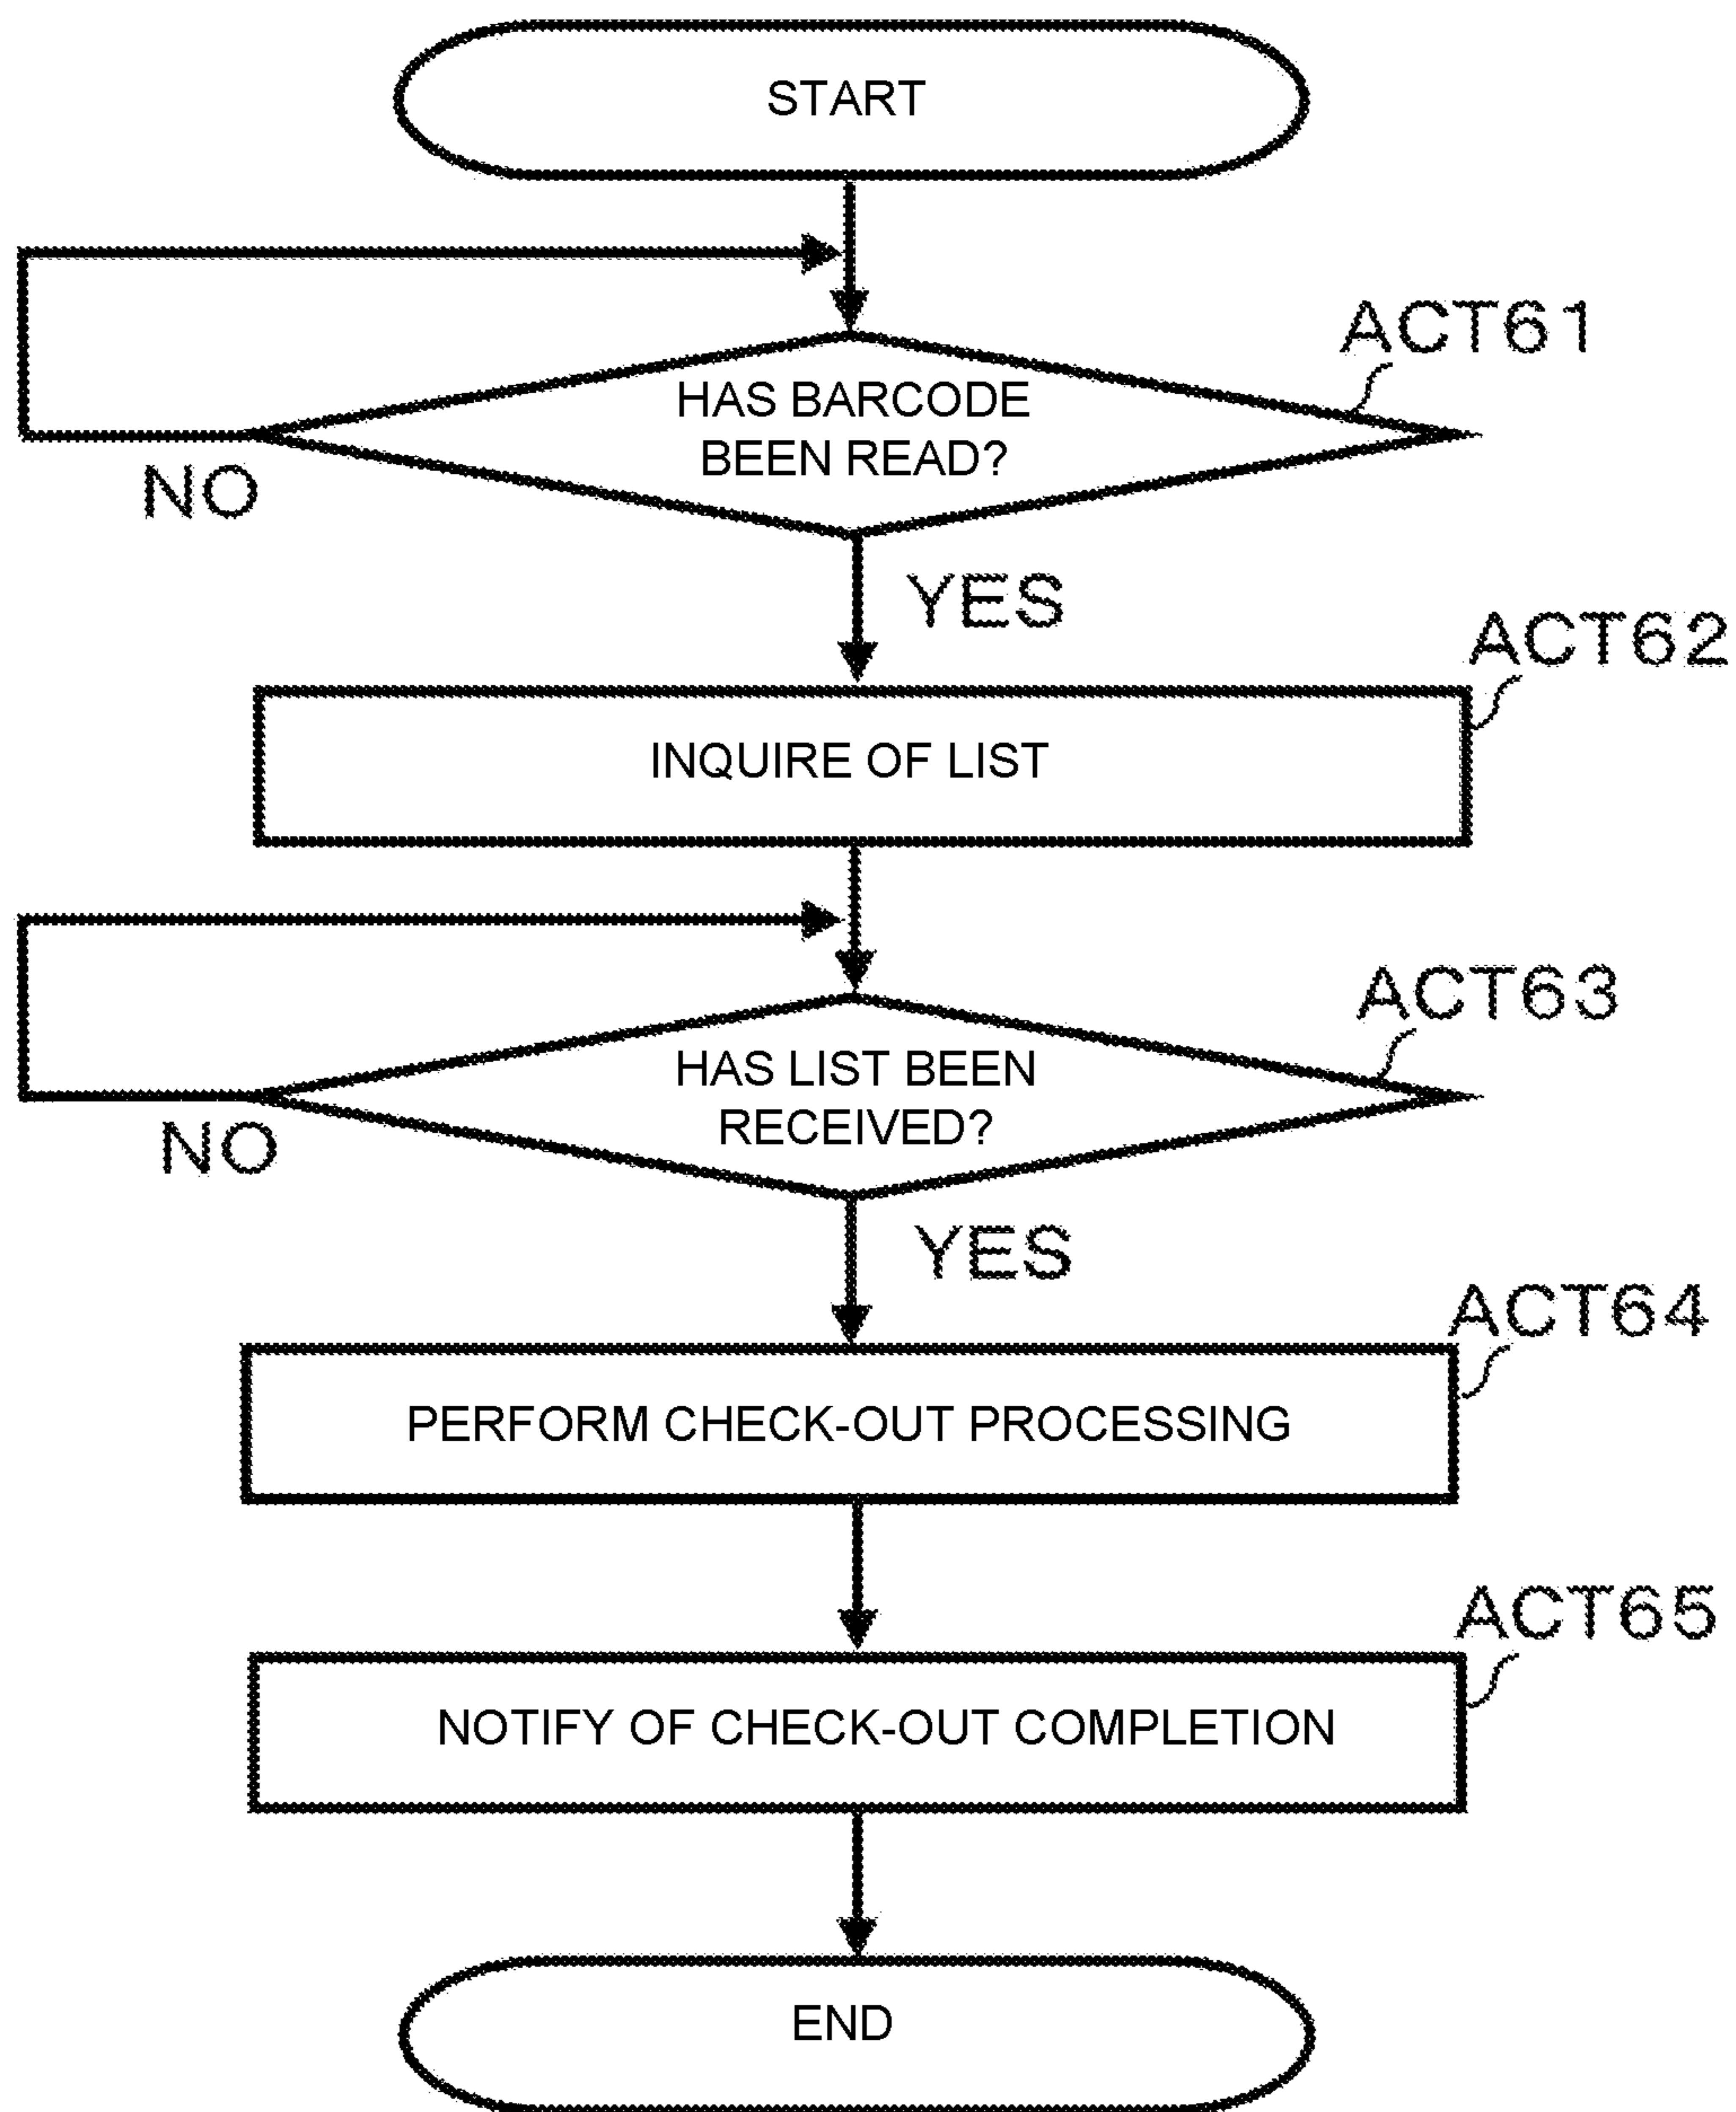 START
ACT61
HAS BARCODE
BEEN READ?
NO
YES
ACT62
INQUIRE OF LIST
ACT63
HAS LIST BEEN
RECEIVED?
NO
YES
ACT64
PERFORM CHECK-OUT PROCESSING
ACT65
NOTIFY OF CHECK-OUT COMPLETION
END